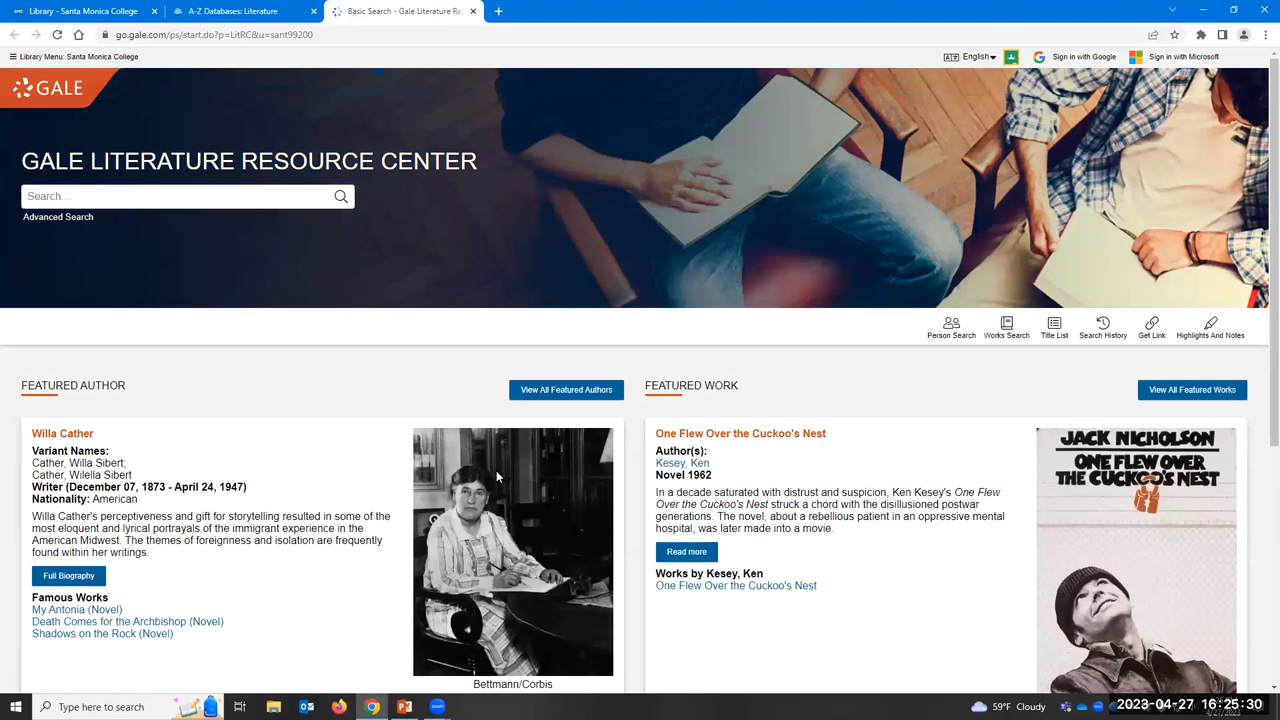 Library - Santa Monica College
A-Z Databases: Literature
Basic Search - Gale Literature Re
go.gale.com/ps/start.do?p=LitRC&u=sant99200
Library Menu: Santa Monica College
English
Sign in with Google
Sign in with Microsoft
GALE
GALE LITERATURE RESOURCE CENTER
Search...
Advanced Search
Person Search
Works Search
Title List
Search History
Get Link
Highlights And Notes
FEATURED AUTHOR
View All Featured Authors
Willa Cather
Variant Names:
Cather, Willa Sibert;
Cather, Wilella Sibert
Writer (December 07, 1873 - April 24, 1947)
Nationality: American
Willa Cather's perceptiveness and gift for storytelling resulted in some of the
most eloquent and lyrical portrayals of the immigrant experience in the
American Midwest. The themes of foreignness and isolation are frequently
found within her writings.
Full Biography
Famous Works
My Antonia (Novel)
Death Comes for the Archbishop (Novel)
Shadows on the Rock (Novel)
Bettmann/Corbis
FEATURED WORK
View All Featured Works
One Flew Over the Cuckoo's Nest
Author(s):
Kesey, Ken
Novel 1962
In a decade saturated with distrust and suspicion, Ken Kesey's One Flew
Over the Cuckoo's Nest struck a chord with the disillusioned postwar
generations. The novel, about a rebellious patient in an oppressive mental
hospital, was later made into a movie.
Read more
Works by Kesey, Ken
One Flew Over the Cuckoo's Nest
JACK NICHOLSON
ONE FLEW OVER
THE CUCKOO'S NEST
Type here to search
59°F Cloudy
2023-04-27 16:25:30